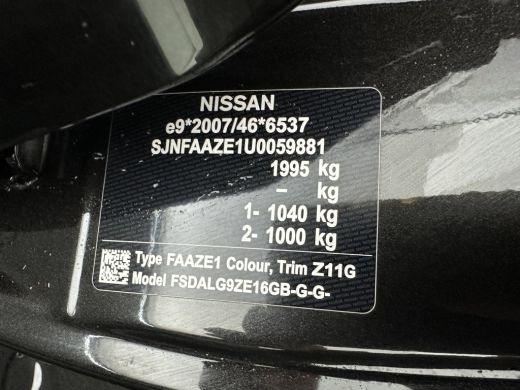 NISSAN
e9*2007/46*6537
SJNFAAZE1U0059881
1995 kg
– kg
1- 1040 kg
2- 1000 kg
Type FAAZE1 Colour, Trim Z11G
Model FSDALG9ZE16GB-G-G-